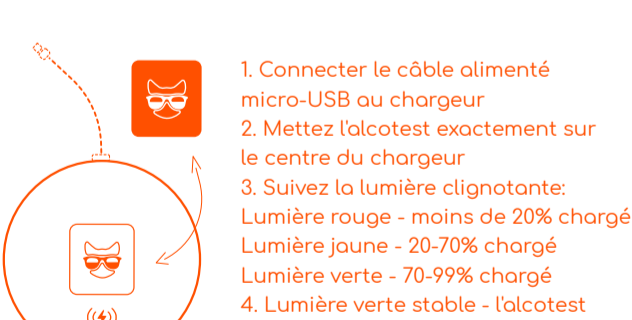 1. Connecter le câble alimenté
micro-USB au chargeur
2. Mettez l'alcotest exactement sur
le centre du chargeur
3. Suivez la lumière clignotante:
Lumière rouge - moins de 20% chargé
Lumière jaune - 20-70% chargé
Lumière verte - 70-99% chargé
4. Lumière verte stable - l'alcotest